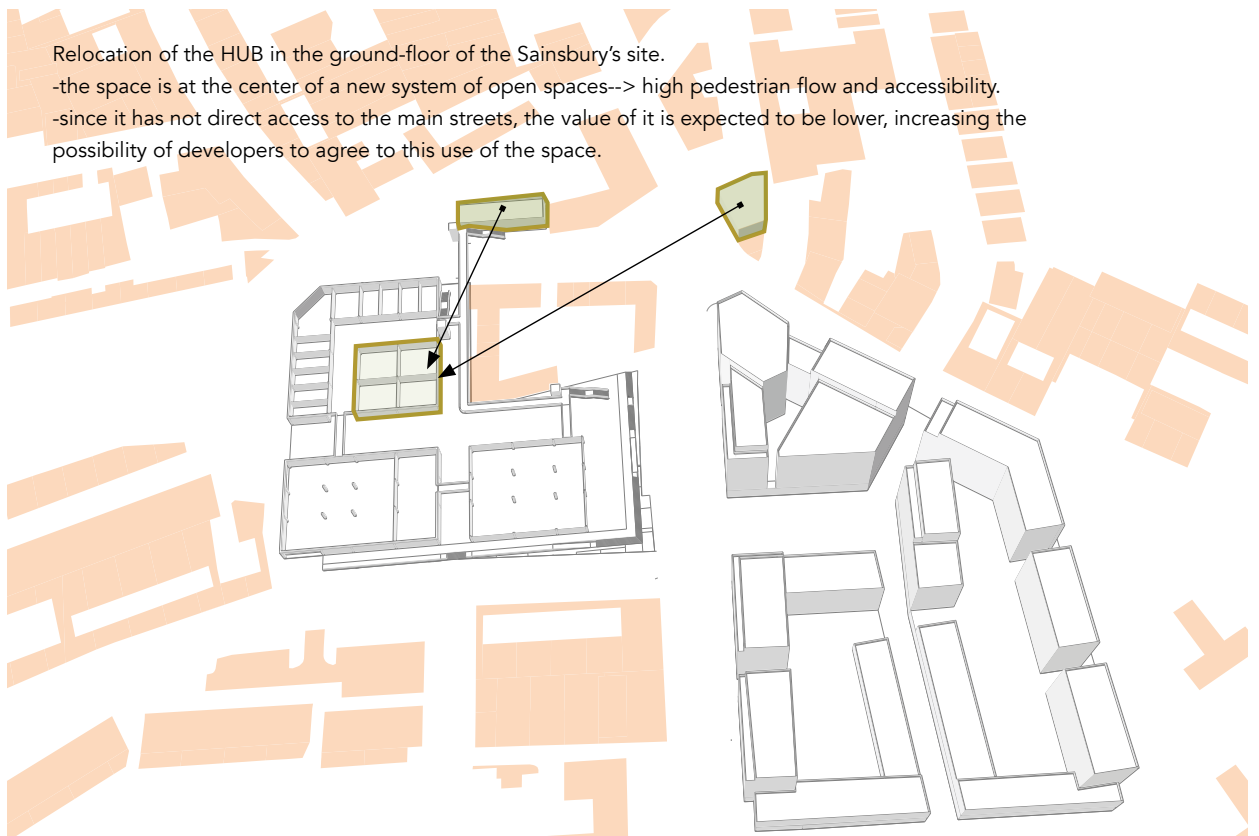 Relocation of the HUB in the ground-floor of the Sainsbury’s site.
-the space is at the center of a new system of open spaces--> high pedestrian flow and accessibility.
-since it has not direct access to the main streets, the value of it is expected to be lower, increasing the
possibility of developers to agree to this use of the space.